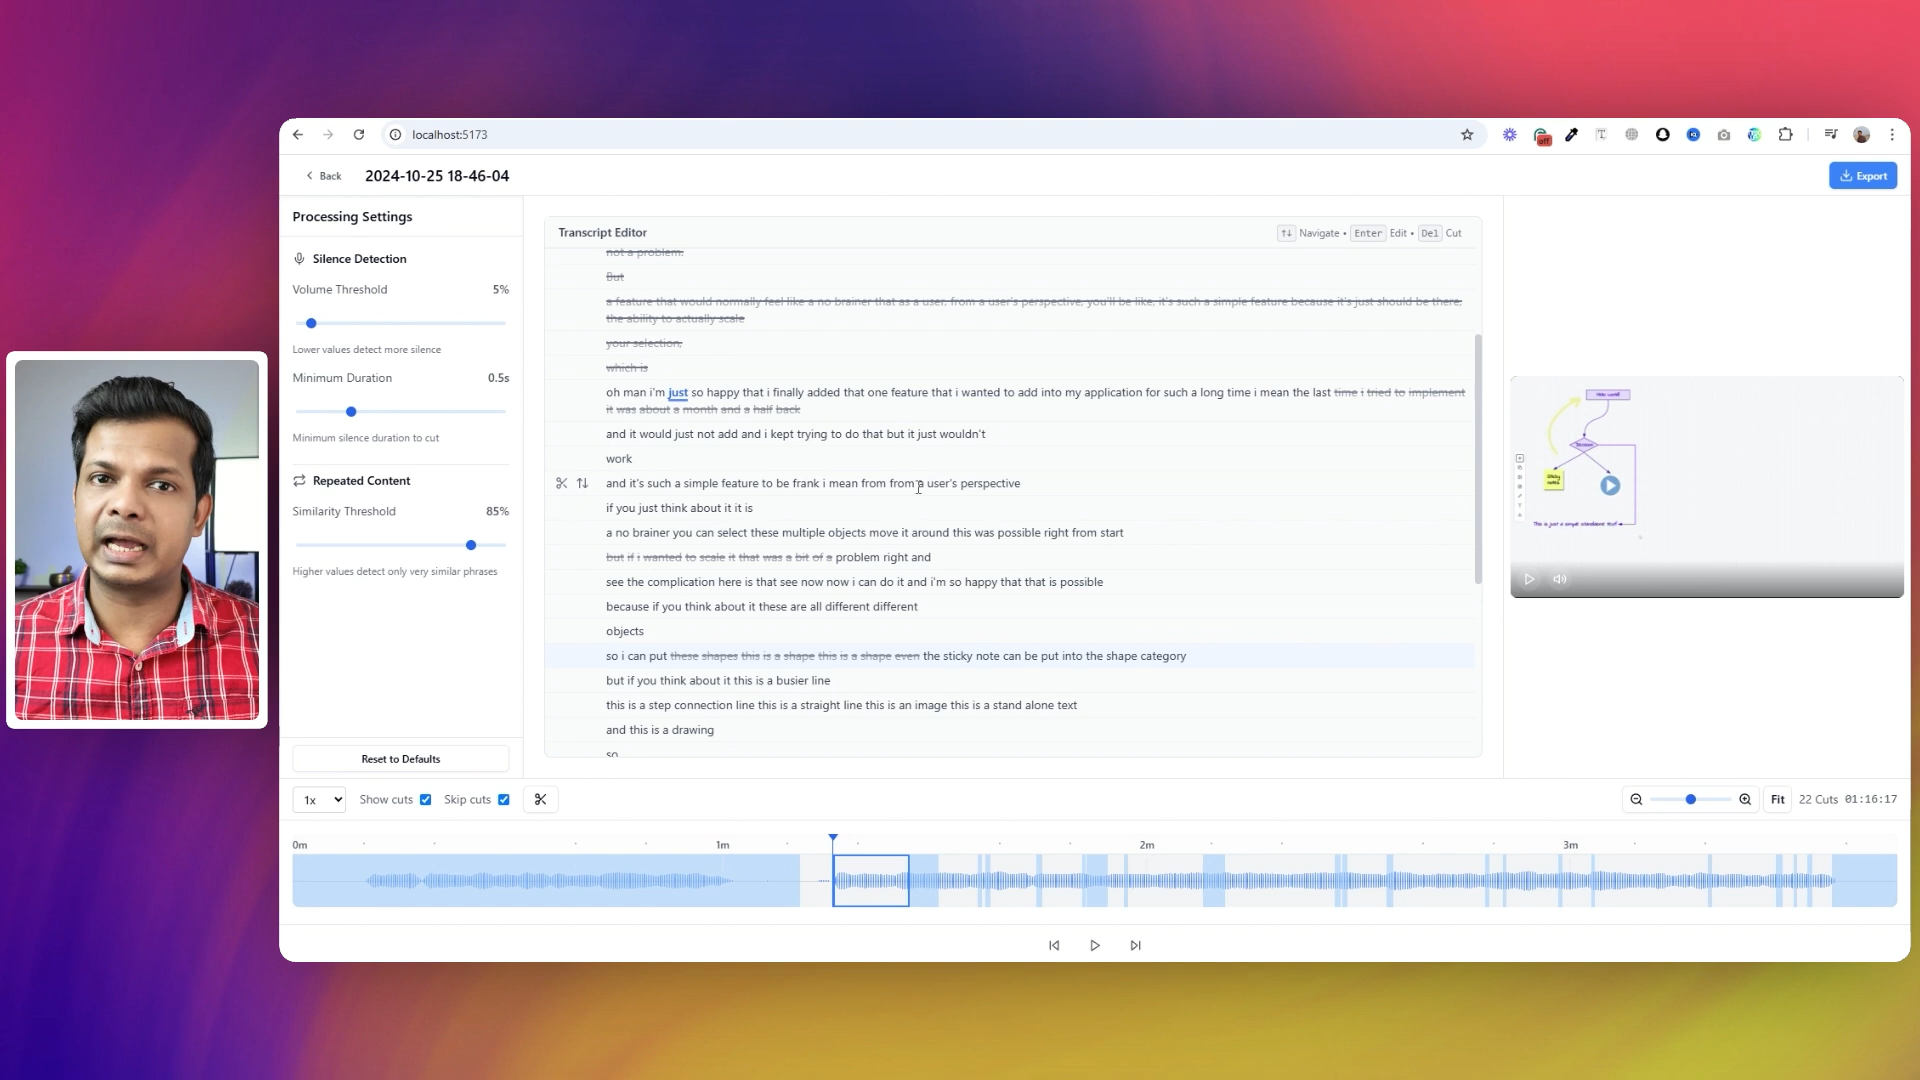 localhost:5173
off
Back
2024-10-25 18-46-04
Export
Processing Settings
Silence Detection
Volume Threshold 5%
Lower values detect more silence
Minimum Duration 0.5s
Minimum silence duration to cut
Repeated Content
Similarity Threshold 85%
Higher values detect only very similar phrases
Reset to Defaults
Transcript Editor
↑↓ Navigate • Enter Edit • Del Cut
not a problem.
But
a feature that would normally feel like a no brainer that as a user, from a user's perspective, you'll be like, it's such a simple feature because it's just should be there,
the ability to actually scale
your selection,
which is
oh man i'm just so happy that i finally added that one feature that i wanted to add into my application for such a long time i mean the last time i tried to implement
it was about a month and a half back
and it would just not add and i kept trying to do that but it just wouldn't
work
and it's such a simple feature to be frank i mean from from a user's perspective
if you just think about it it is
a no brainer you can select these multiple objects move it around this was possible right from start
but if i wanted to scale it that was a bit of a problem right and
see the complication here is that see now now i can do it and i'm so happy that that is possible
because if you think about it these are all different different
objects
so i can put these shapes this is a shape this is a shape even the sticky note can be put into the shape category
but if you think about it this is a busier line
this is a step connection line this is a straight line this is an image this is a stand alone text
and this is a drawing
so
Hello world!
Decision
Sticky
notes
This is just a simple standalone text
1x
Show cuts
Skip cuts
Fit
22 Cuts
01:16:17
0m
1m
2m
3m